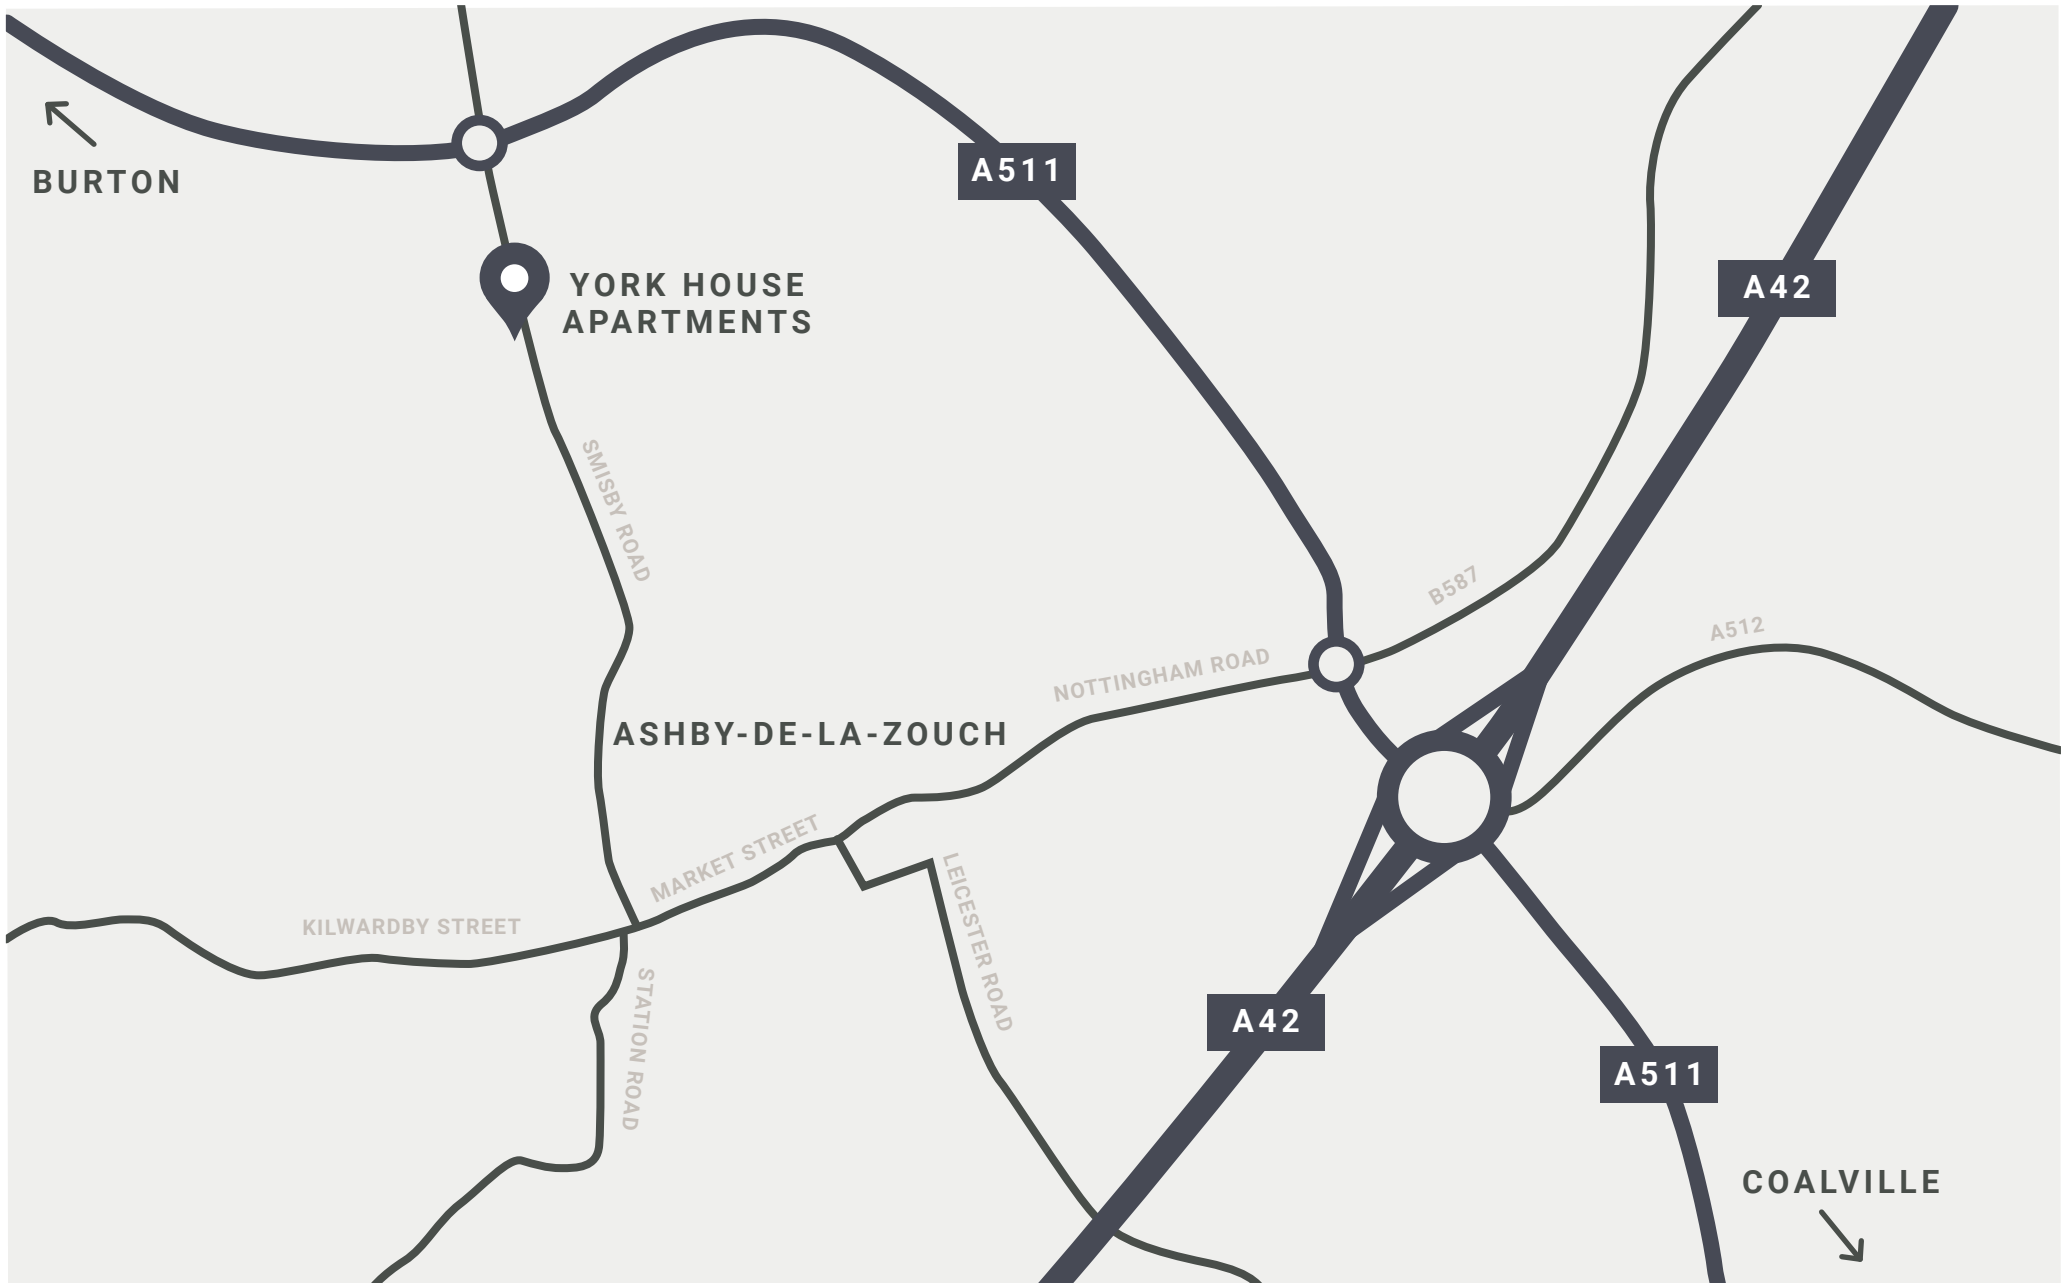 A511
BURTON
YORK HOUSE
APARTMENTS
A42
SMISBY ROAD
B587
A512
NOTTINGHAM ROAD
ASHBY-DE-LA-ZOUCH
MARKET STREET
KILWARDBY STREET
LEICESTER ROAD
STATION ROAD
A42
A511
COALVILLE